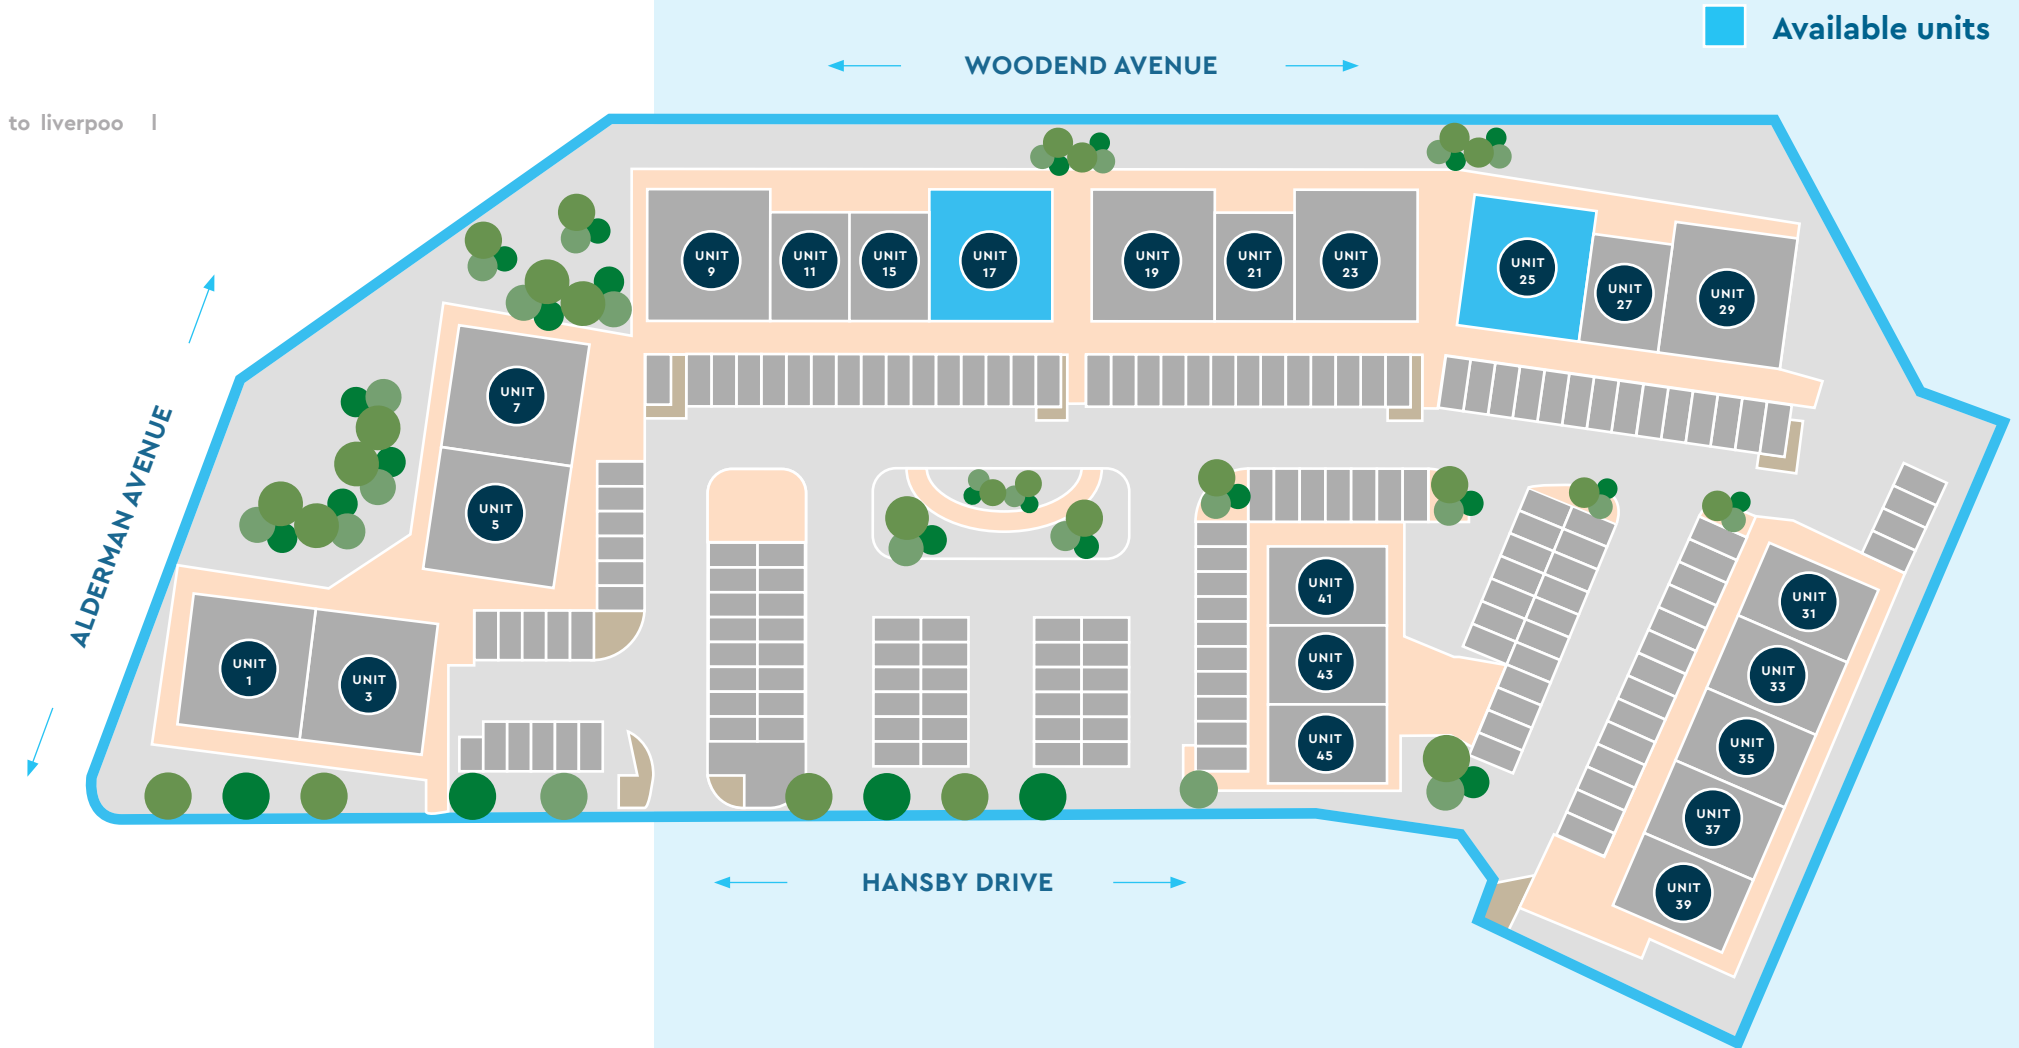 Available units
WOODEND AVENUE
to liverpoo l
UNIT
9
UNIT
11
UNIT
15
UNIT
17
UNIT
19
UNIT
21
UNIT
23
UNIT
25
UNIT
27
UNIT
29
UNIT
7
UNIT
5
ALDERMAN AVENUE
UNIT
1
UNIT
3
UNIT
41
UNIT
43
UNIT
45
UNIT
31
UNIT
33
UNIT
35
UNIT
37
UNIT
39
HANSBY DRIVE